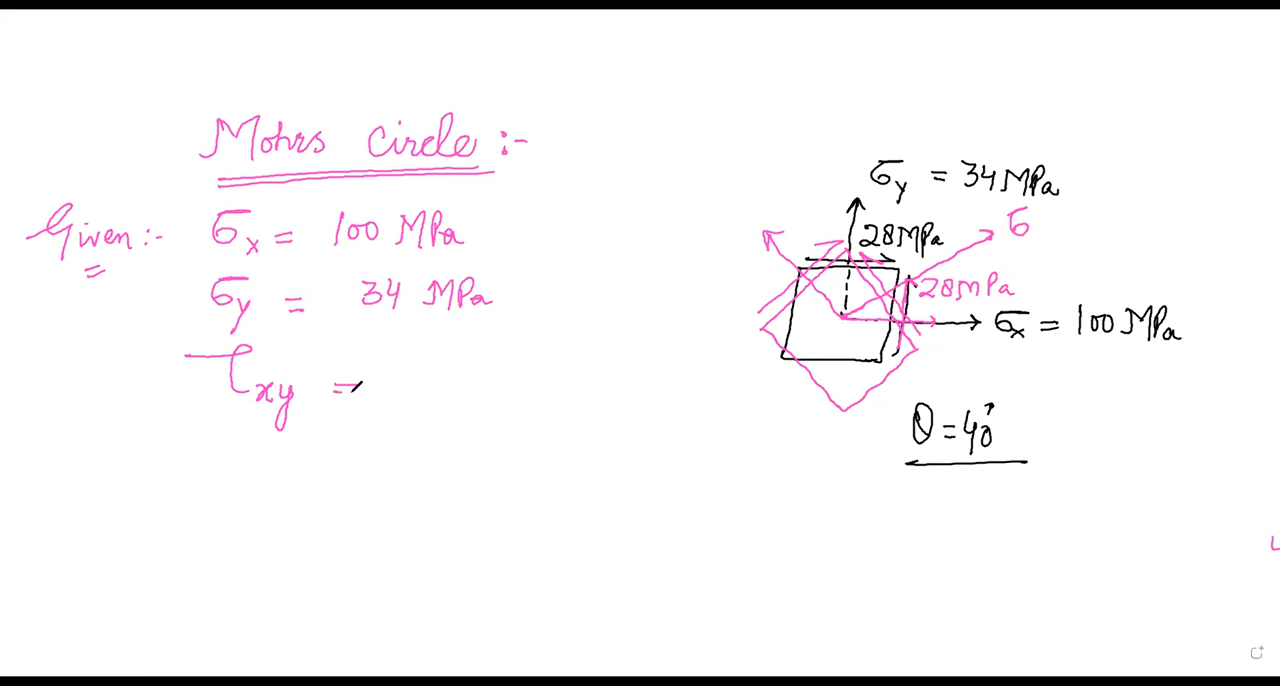 Mohrs Circle :-
Given :- σx = 100 MPa
σy = 34 MPa
τxy =
σy = 34 MPa
28 MPa
σ
28 MPa
σx = 100 MPa
θ = 40°